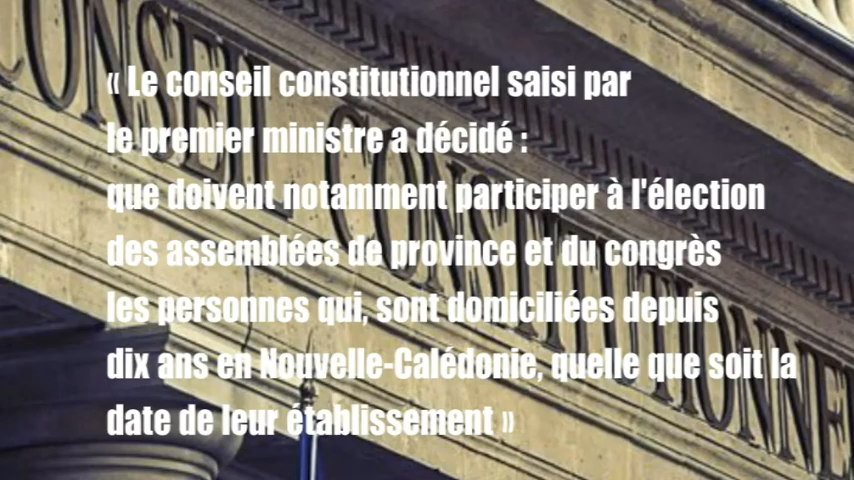 CONSEIL CONSTITUTIONNEL
« Le conseil constitutionnel saisi par
le premier ministre a décidé :
que doivent notamment participer à l'élection
des assemblées de province et du congrès
les personnes qui, sont domiciliées depuis
dix ans en Nouvelle-Calédonie, quelle que soit la
date de leur établissement »